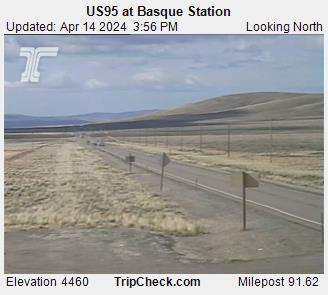 US95 at Basque Station
Updated: Apr 14 2024 3:56 PM Looking North
Elevation 4460 TripCheck.com Milepost 91.62